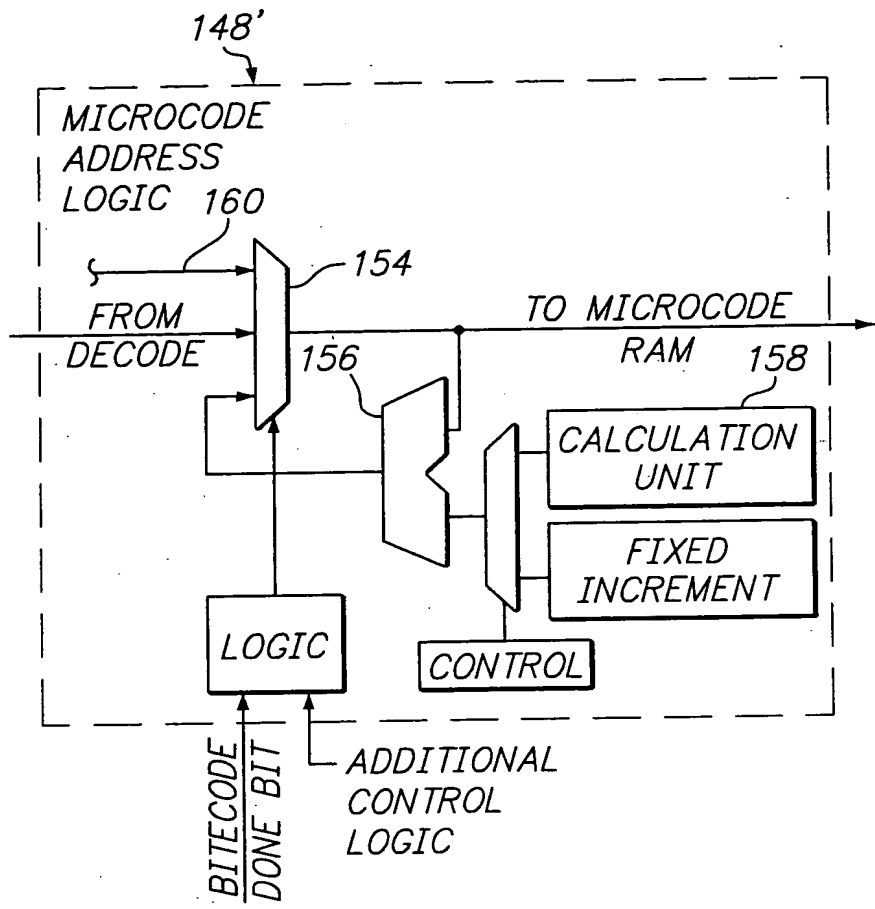 148'
MICROCODE
ADDRESS
LOGIC
160
154
FROM
DECODE
TO MICROCODE
RAM
156
158
CALCULATION
UNIT
FIXED
INCREMENT
LOGIC
CONTROL
BITECODE
DONE BIT
ADDITIONAL
CONTROL
LOGIC